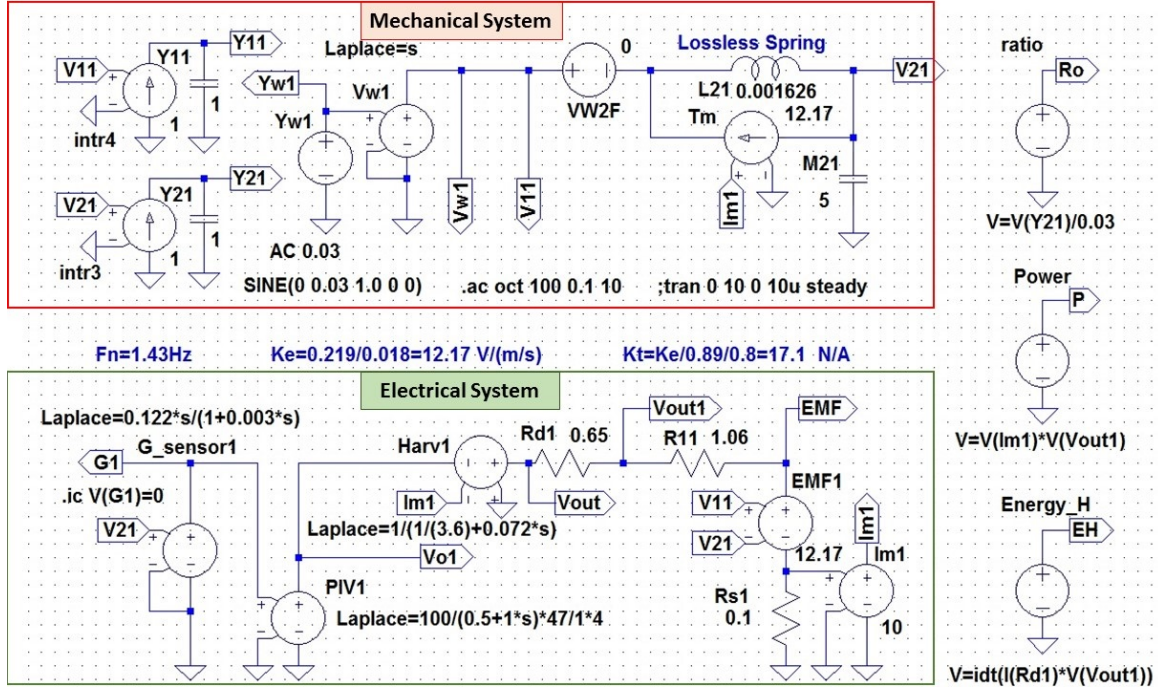 Mechanical System
Y11
Y11
V11
1
intr4
1
Y21
Y21
V21
1
intr3
1
Laplace=s
Yw1
Vw1
Yw1
AC 0.03
SINE(0 0.03 1.0 0 0)
.ac oct 100 0.1 10
;tran 0 10 0 10u steady
Vw1
V11
0
VW2F
Lossless Spring
L21 0.001626
V21
Tm
12.17
Im1
M21
5
ratio
Ro
V=V(Y21)/0.03
Power
P
V=V(Im1)*V(Vout1)
Energy_H
EH
V=idt(I(Rd1)*V(Vout1))
Fn=1.43Hz
Ke=0.219/0.018=12.17 V/(m/s)
Kt=Ke/0.89/0.8=17.1 N/A
Electrical System
Laplace=0.122*s/(1+0.003*s)
G_sensor1
G1
.ic V(G1)=0
V21
Harv1
Im1
Laplace=1/(1/(3.6)+0.072*s)
Vo1
PIV1
Laplace=100/(0.5+1*s)*47/1*4
Rd1 0.65
Vout
Vout1
R11 1.06
EMF
EMF1
V11
V21
12.17
Rs1
0.1
Im1
Im1
10